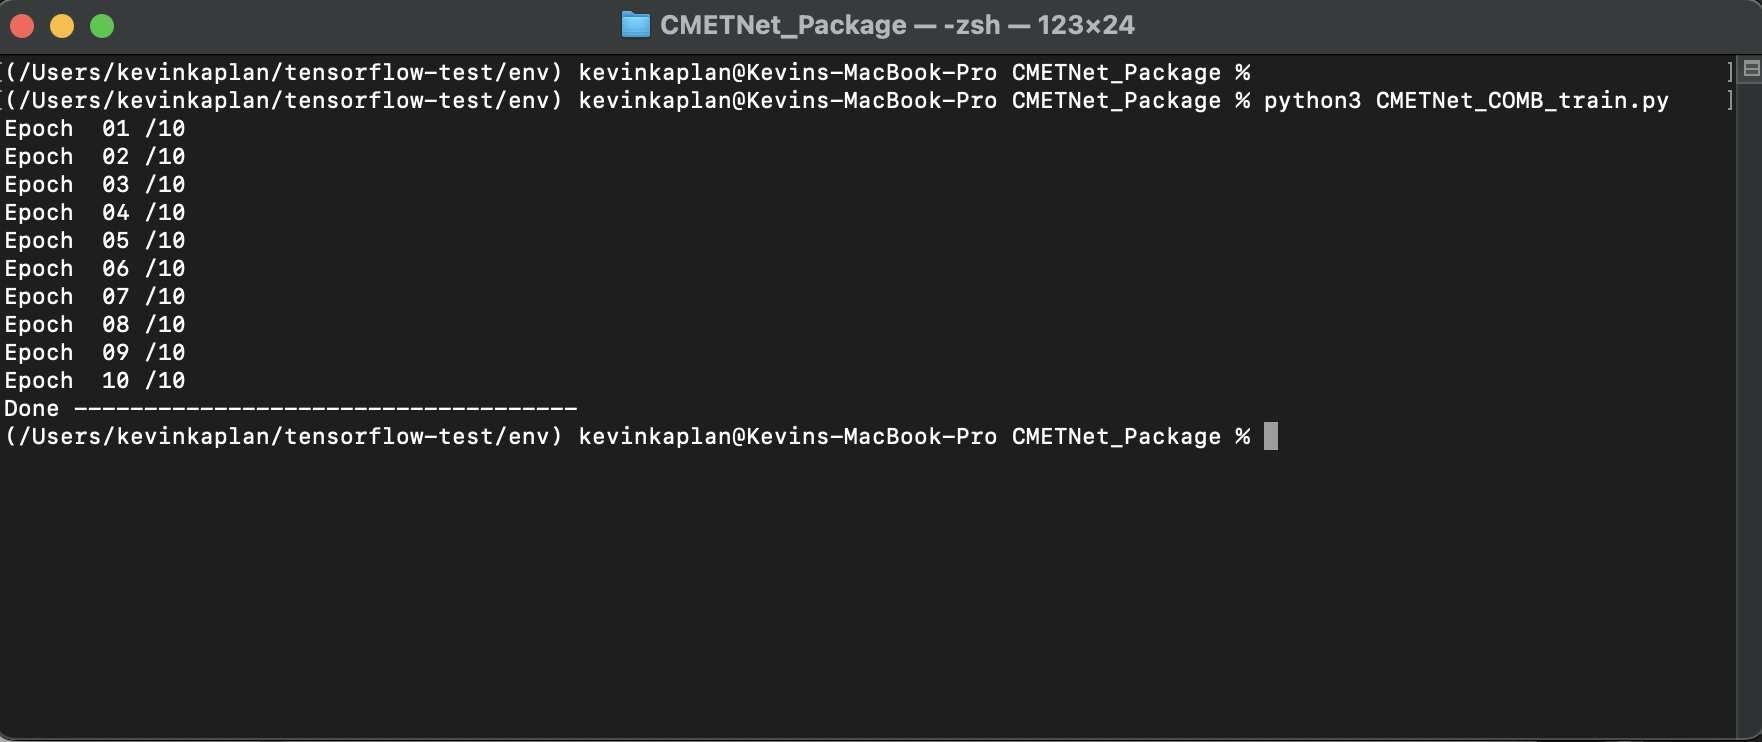 CMETNet_Package — -zsh — 123×24
[(/Users/kevinkaplan/tensorflow-test/env) kevinkaplan@Kevins-MacBook-Pro CMETNet_Package % ]
[(/Users/kevinkaplan/tensorflow-test/env) kevinkaplan@Kevins-MacBook-Pro CMETNet_Package % python3 CMETNet_COMB_train.py ]
Epoch  01 /10
Epoch  02 /10
Epoch  03 /10
Epoch  04 /10
Epoch  05 /10
Epoch  06 /10
Epoch  07 /10
Epoch  08 /10
Epoch  09 /10
Epoch  10 /10
Done ------------------------------------
(/Users/kevinkaplan/tensorflow-test/env) kevinkaplan@Kevins-MacBook-Pro CMETNet_Package %